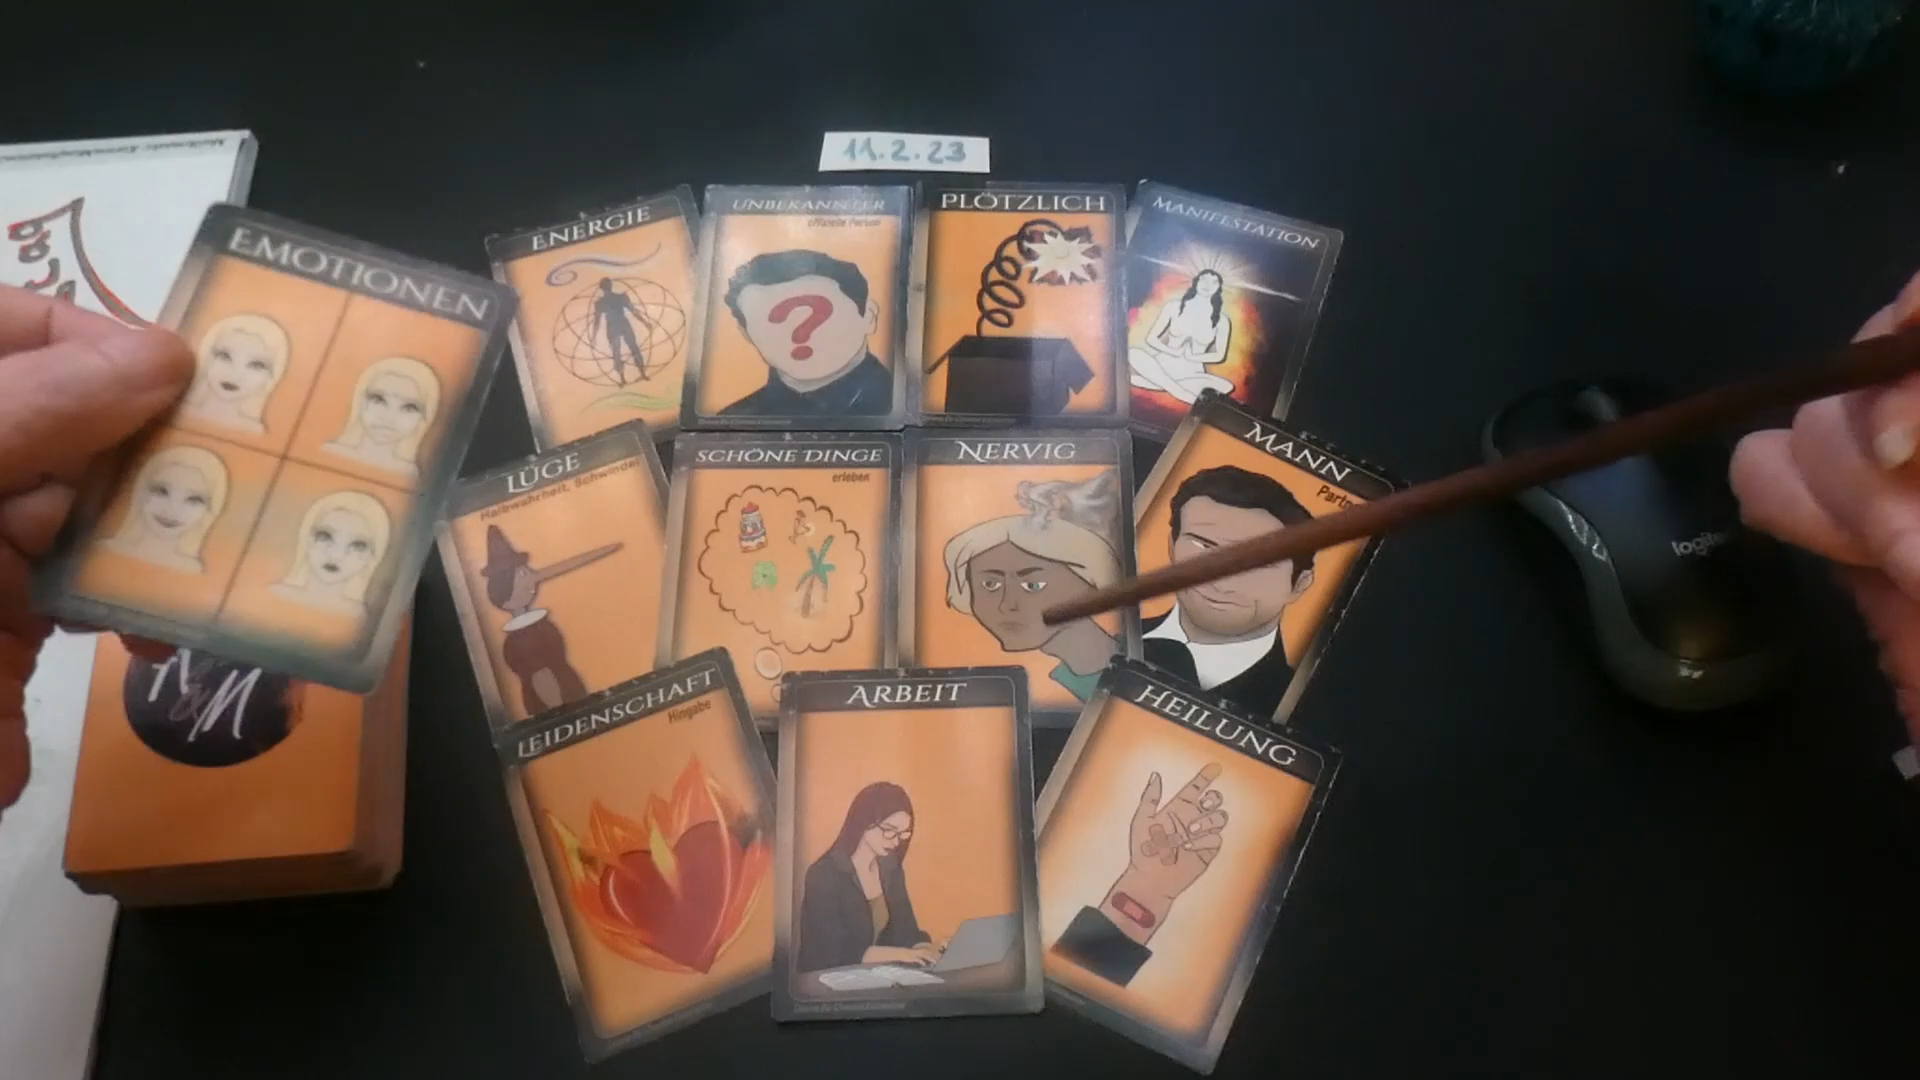 11.2.23
EMOTIONEN
ENERGIE
UNBEKANNTER
offizielle Person
PLÖTZLICH
MANIFESTATION
LÜGE
Halbwahrheit, Schwindel
SCHÖNE DINGE
erleben
NERVIG
MANN
LEIDENSCHAFT
Hingabe
ARBEIT
HEILUNG
N&M